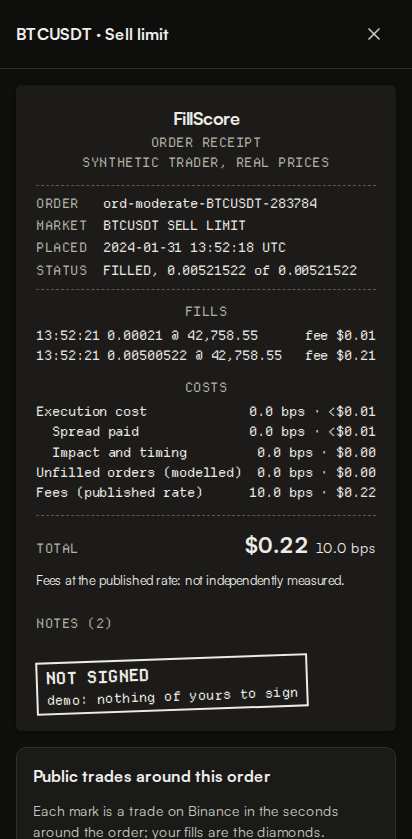 BTCUSDT · Sell limit
FillScore
ORDER RECEIPT
SYNTHETIC TRADER, REAL PRICES
ORDER ord-moderate-BTCUSDT-283784
MARKET BTCUSDT SELL LIMIT
PLACED 2024-01-31 13:52:18 UTC
STATUS FILLED, 0.00521522 of 0.00521522
FILLS
13:52:21 0.00021 @ 42,758.55 fee $0.01
13:52:21 0.00500522 @ 42,758.55 fee $0.21
COSTS
Execution cost 0.0 bps · <$0.01
Spread paid 0.0 bps · <$0.01
Impact and timing 0.0 bps · $0.00
Unfilled orders (modelled) 0.0 bps · $0.00
Fees (published rate) 10.0 bps · $0.22
TOTAL $0.22 10.0 bps
Fees at the published rate: not independently measured.
NOTES (2)
NOT SIGNED
demo: nothing of yours to sign
Public trades around this order
Each mark is a trade on Binance in the seconds
around the order; your fills are the diamonds.